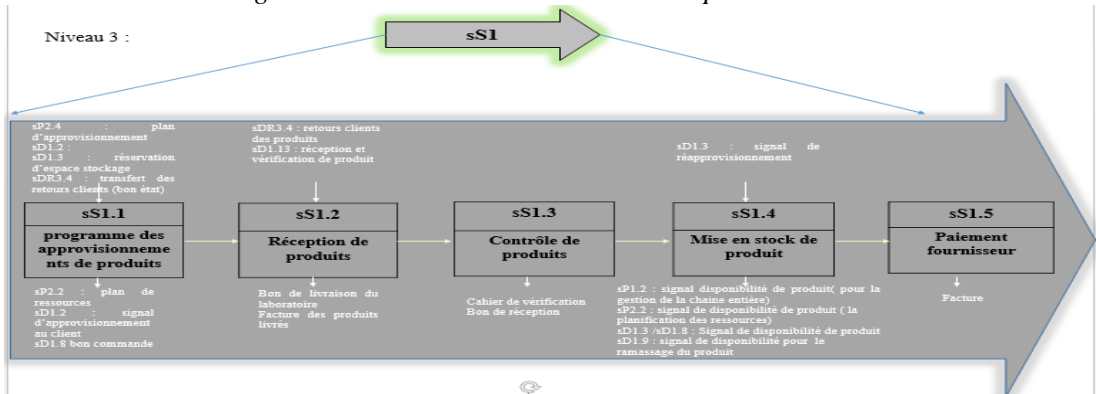 Niveau 3 :
sS1
sP2.4 : plan
d'approvisionnement
sD1.2 :
sD1.3 : réservation
d'espace stockage
sDR3.4 : transfert des
retours clients (bon état)
sDR3.4 : retours clients
des produits
sD1.13 : réception et
vérification de produit
sD1.3 : signal de
réapprovisionnement
sS1.1
programme des
approvisionneme
nts de produits
sS1.2
Réception de
produits
sS1.3
Contrôle de
produits
sS1.4
Mise en stock de
produit
sS1.5
Paiement
fournisseur
sP2.2 : plan de
ressources
sD1.2 : signal
d'approvisionnement
au client
sD1.8 bon commande
Bon de livraison du
laboratoire
Facture des produits
livrés
Cahier de vérification
Bon de réception
sP1.2 : signal disponibilité de produit( pour la
gestion de la chaine entière)
sP2.2 : signal de disponibilité de produit ( la
planification des ressources)
sD1.3 /sD1.8 : Signal de disponibilité de produit
sD1.9 : signal de disponibilité pour le
ramassage du produit
Facture